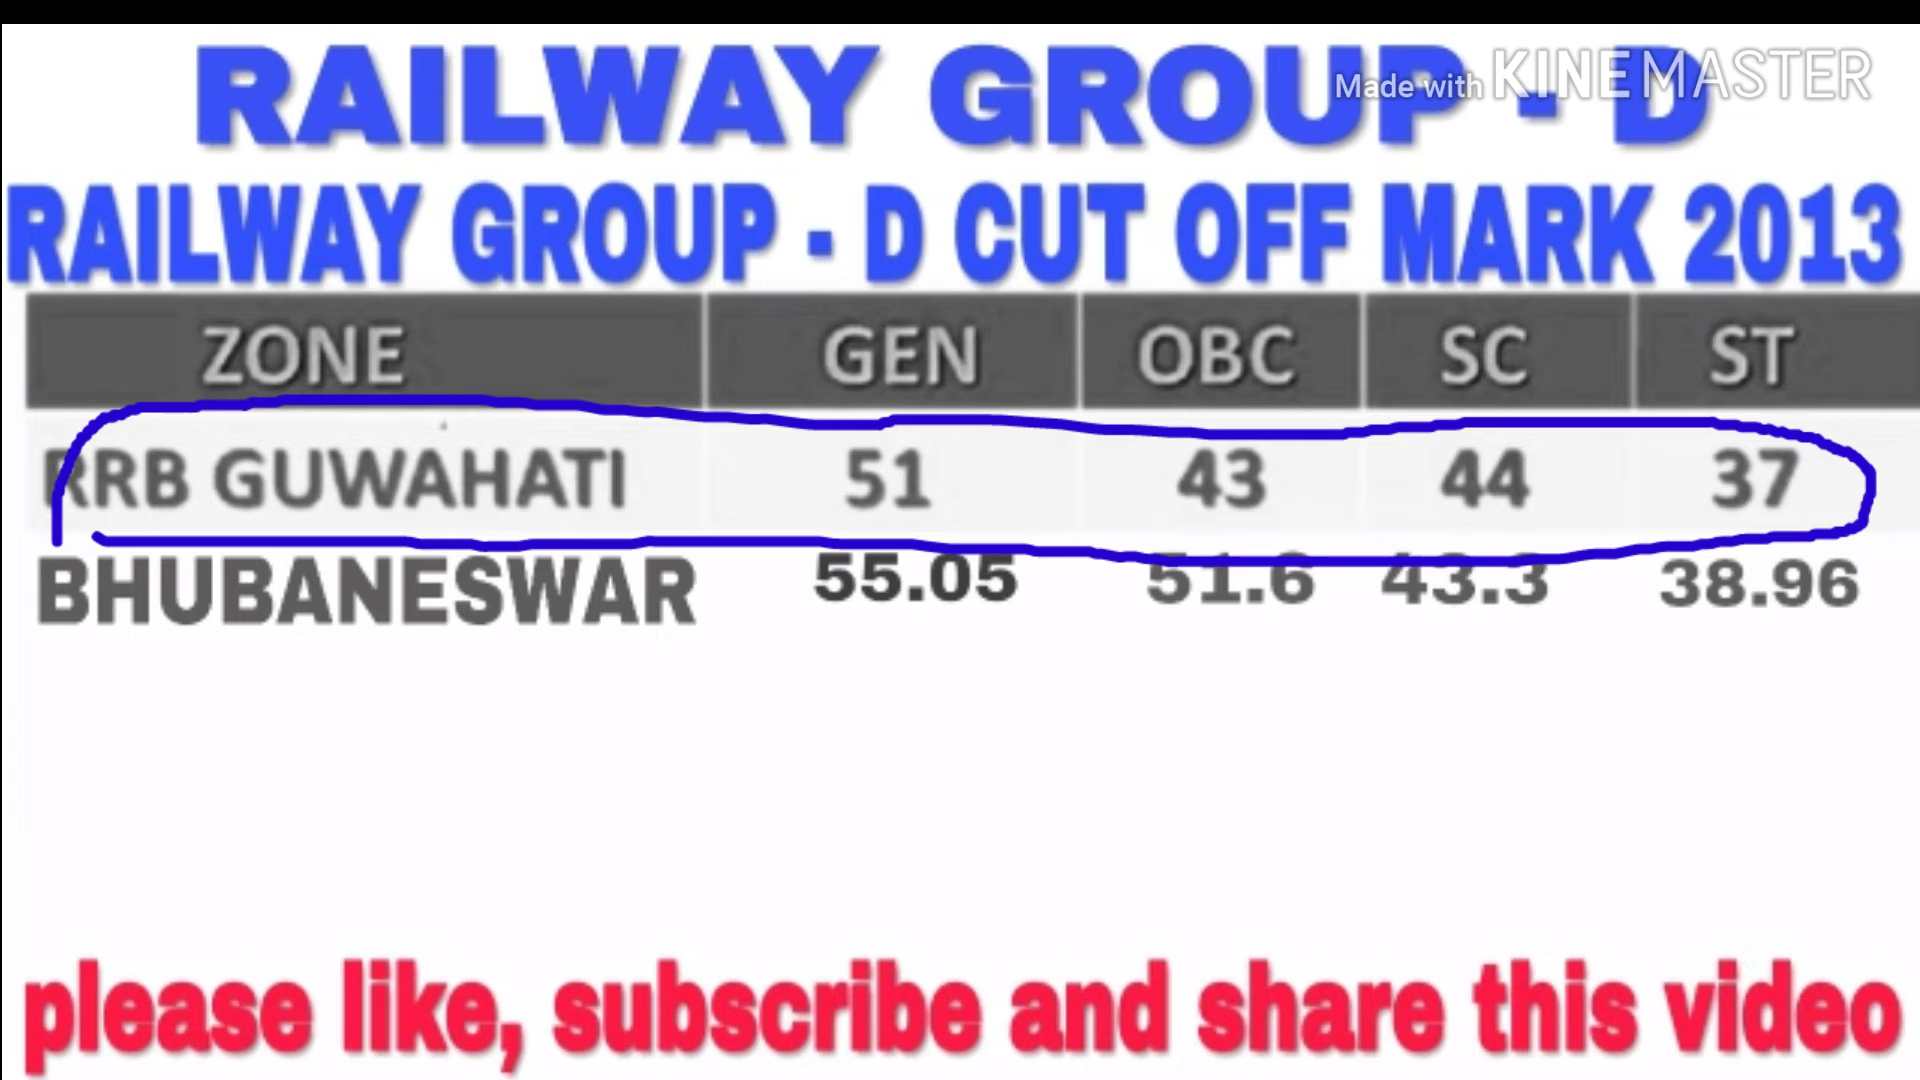 RAILWAY GROUP - D
Made with KINEMASTER
RAILWAY GROUP - D CUT OFF MARK 2013
ZONE GEN OBC SC ST
RRB GUWAHATI 51 43 44 37
BHUBANESWAR 55.05 51.6 43.3 38.96
please like, subscribe and share this video